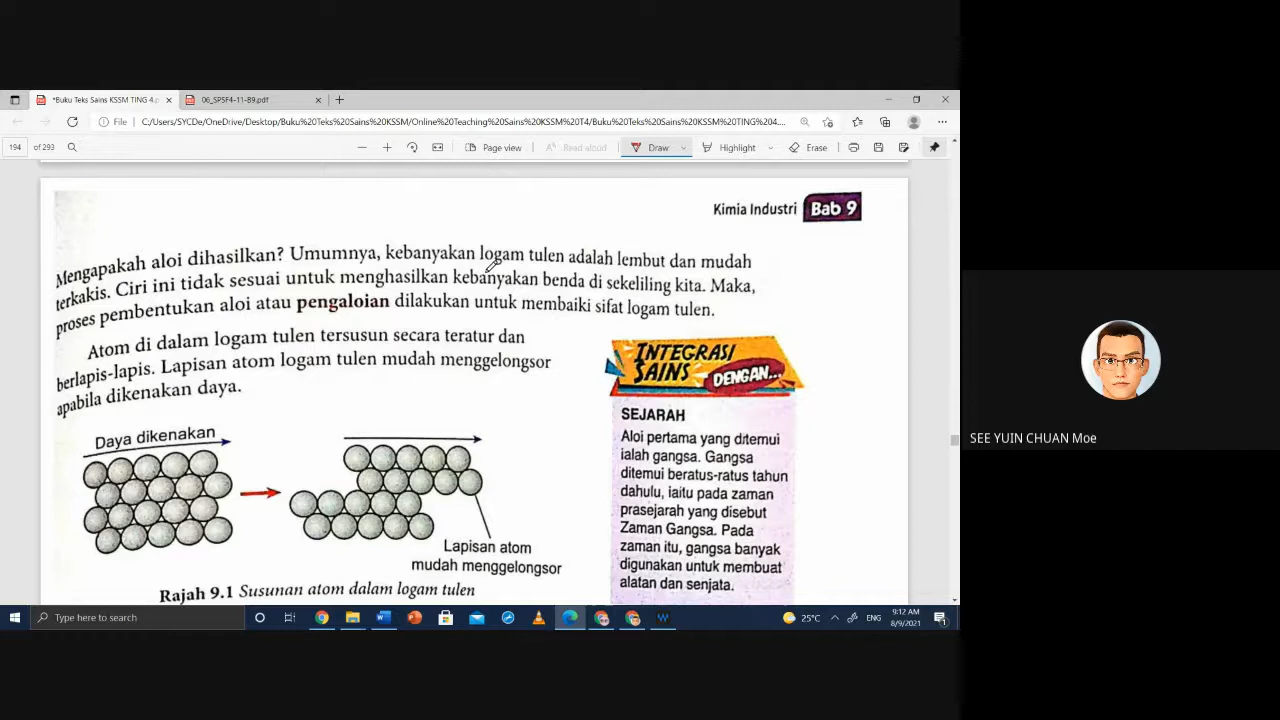 *Buku Teks Sains KSSM TING 4.p
06_SPSF4-11-B9.pdf
File
C:/Users/SYCDe/OneDrive/Desktop/Buku%20Teks%20Sains%20KSSM/Online%20Teaching%20Sains%20KSSM%20T4/Buku%20Teks%20Sains%20KSSM%20TING%204....
194 of 293
Page view
Read aloud
Draw
Highlight
Erase
Kimia Industri Bab 9
Mengapakah aloi dihasilkan? Umumnya, kebanyakan logam tulen adalah lembut dan mudah
terkakis. Ciri ini tidak sesuai untuk menghasilkan kebanyakan benda di sekeliling kita. Maka,
proses pembentukan aloi atau pengaloian dilakukan untuk membaiki sifat logam tulen.
Atom di dalam logam tulen tersusun secara teratur dan
berlapis-lapis. Lapisan atom logam tulen mudah menggelongsor
apabila dikenakan daya.
Daya dikenakan
Lapisan atom
mudah menggelongsor
Rajah 9.1 Susunan atom dalam logam tulen
INTEGRASI
SAINS DENGAN...
SEJARAH
Aloi pertama yang ditemui
ialah gangsa. Gangsa
ditemui beratus-ratus tahun
dahulu, iaitu pada zaman
prasejarah yang disebut
Zaman Gangsa. Pada
zaman itu, gangsa banyak
digunakan untuk membuat
alatan dan senjata.
SEE YUIN CHUAN Moe
Type here to search
25°C
ENG
9:12 AM
8/9/2021